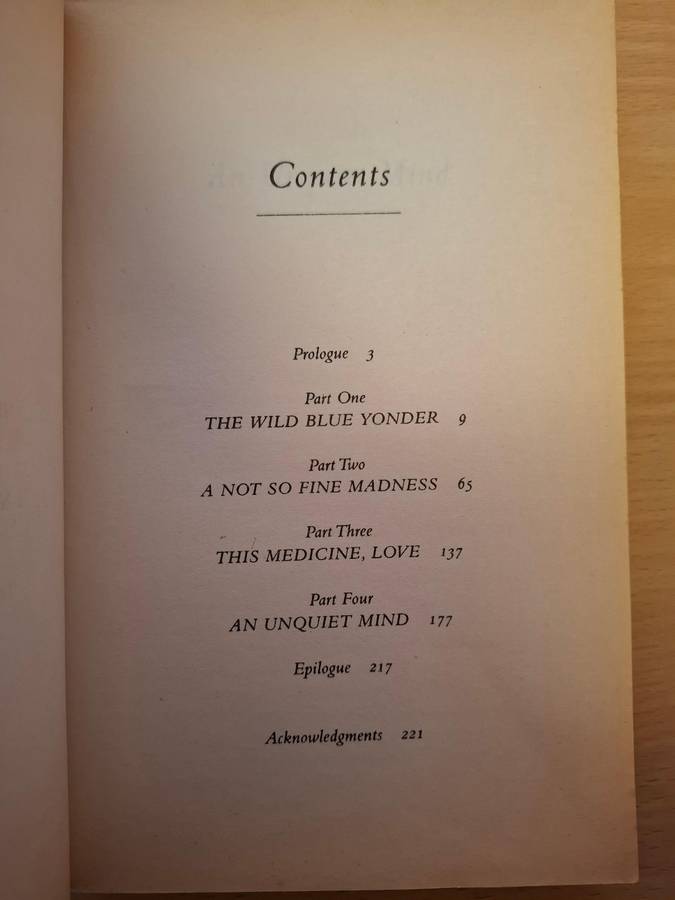 Contents
Prologue 3
Part One
THE WILD BLUE YONDER 9
Part Two
A NOT SO FINE MADNESS 65
Part Three
THIS MEDICINE, LOVE 137
Part Four
AN UNQUIET MIND 177
Epilogue 217
Acknowledgments 221